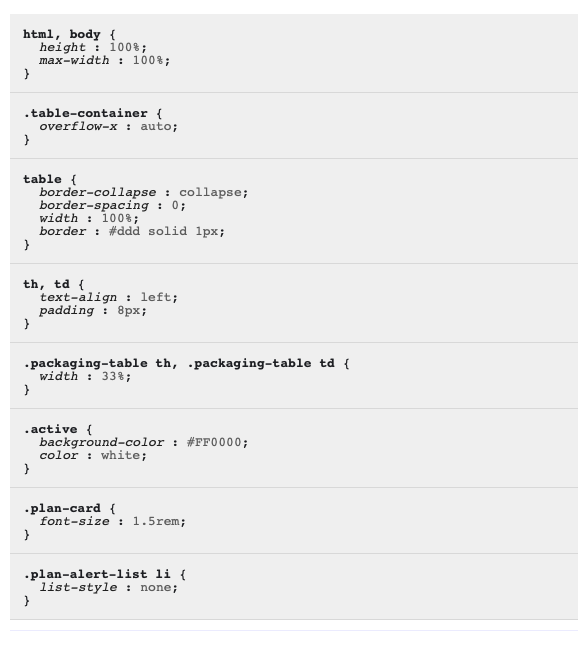 html, body {
height : 100%;
max-width : 100%;
}
.table-container {
overflow-x : auto;
}
table {
border-collapse : collapse;
border-spacing : 0;
width : 100%;
border : #ddd solid 1px;
}
th, td {
text-align : left;
padding : 8px;
}
.packaging-table th, .packaging-table td {
width : 33%;
}
.active {
background-color : #FF0000;
color : white;
}
.plan-card {
font-size : 1.5rem;
}
.plan-alert-list li {
list-style : none;
}